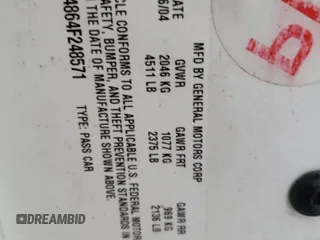 MFD BY GENERAL MOTORS CORP
ATE
6/04
GVWR
2046 KG
4511 LB
GAWR FRT
1077 KG
2375 LB
GAWR RR
969 KG
2136 LB
CLE CONFORMS TO ALL APPLICABLE U.S. FEDERAL MOTOR
AFETY, BUMPER, AND THEFT PREVENTION STANDARDS IN
THE DATE OF MANUFACTURE SHOWN ABOVE.
4864F248571
TYPE: PASS CAR
DREAMBID
DREAMBID